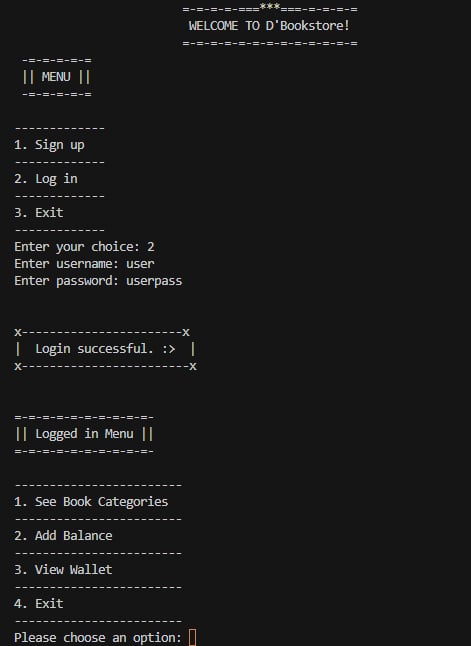 =-=-=-=-===***===-=-=-=-=
WELCOME TO D'Bookstore!
=-=-=-=-=-=-=-=-=-=-=-=-=
-=-=-=-=-=
|| MENU ||
-=-=-=-=-=
-------------
1. Sign up
-------------
2. Log in
-------------
3. Exit
-------------
Enter your choice: 2
Enter username: user
Enter password: userpass
x-----------------------x
|  Login successful. :>  |
x------------------------x
=-=-=-=-=-=-=-=-=-=-
|| Logged in Menu ||
=-=-=-=-=-=-=-=-=-=-
------------------------
1. See Book Categories
------------------------
2. Add Balance
------------------------
3. View Wallet
------------------------
4. Exit
------------------------
Please choose an option: